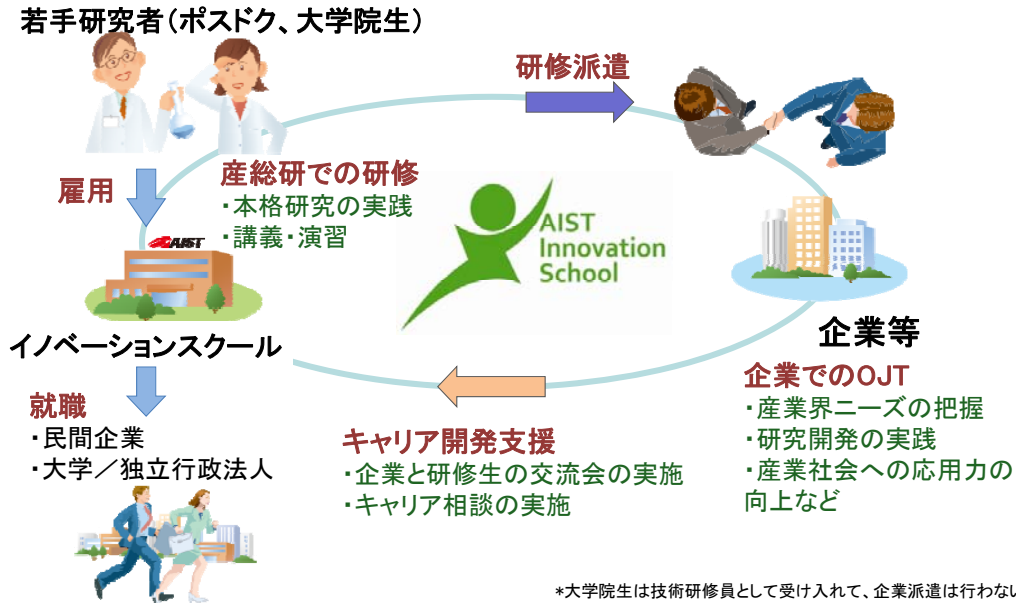 若手研究者(ポスドク、大学院生)
研修派遣
雇用
産総研での研修
・本格研究の実践
・講義・演習
AIST
AIST
Innovation
School
イノベーションスクール
企業等
就職
・民間企業
・大学／独立行政法人
キャリア開発支援
・企業と研修生の交流会の実施
・キャリア相談の実施
企業でのOJT
・産業界ニーズの把握
・研究開発の実践
・産業社会への応用力の
向上など
*大学院生は技術研修員として受け入れて、企業派遣は行わない